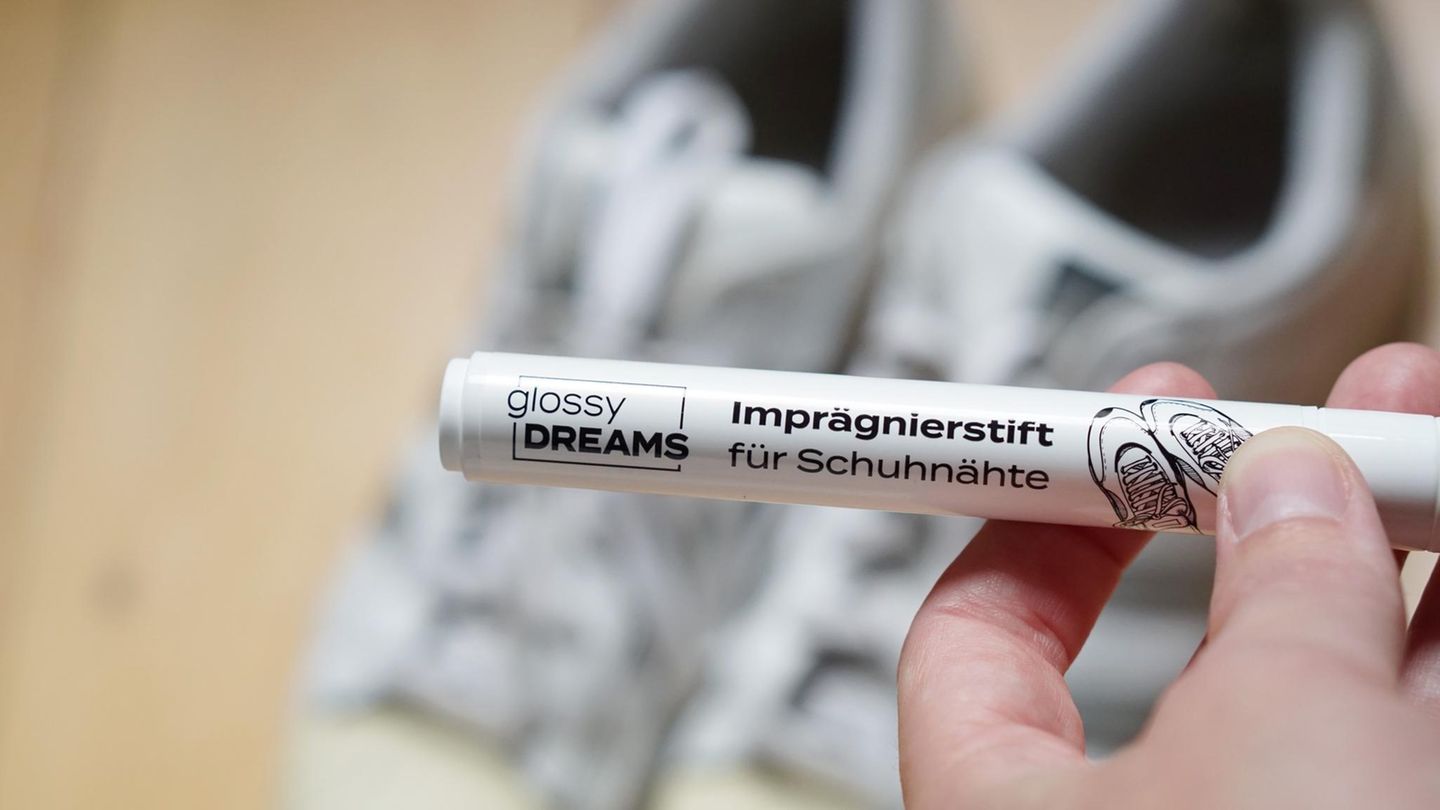 glossy
DREAMS
Imprägnierstift
für Schuhnähte